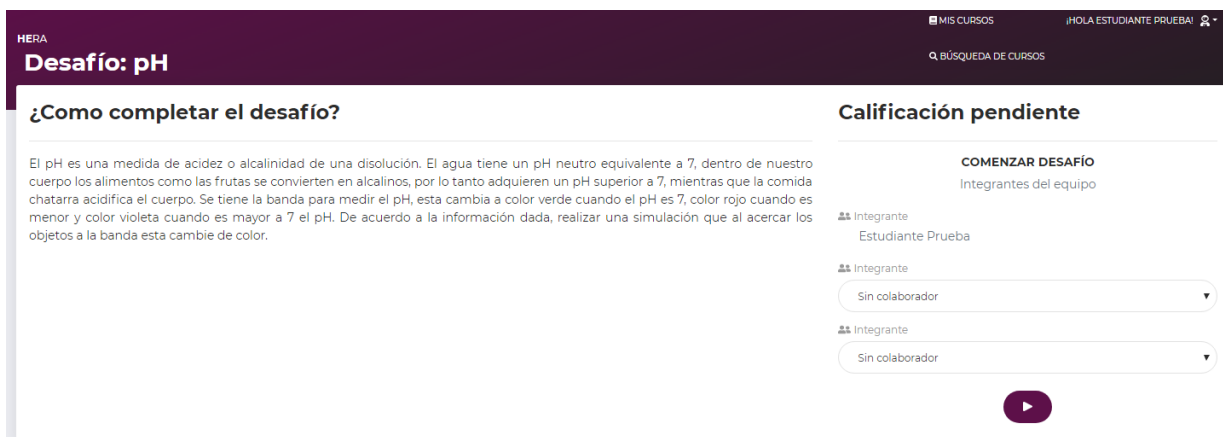 HERA
Desafío: pH
MIS CURSOS
¡HOLA ESTUDIANTE PRUEBA!
BÚSQUEDA DE CURSOS
¿Como completar el desafío?
El pH es una medida de acidez o alcalinidad de una disolución. El agua tiene un pH neutro equivalente a 7, dentro de nuestro
cuerpo los alimentos como las frutas se convierten en alcalinos, por lo tanto adquieren un pH superior a 7, mientras que la comida
chatarra acidifica el cuerpo. Se tiene la banda para medir el pH, esta cambia a color verde cuando el pH es 7, color rojo cuando es
menor y color violeta cuando es mayor a 7 el pH. De acuerdo a la información dada, realizar una simulación que al acercar los
objetos a la banda esta cambie de color.
Calificación pendiente
COMENZAR DESAFÍO
Integrantes del equipo
Integrante
Estudiante Prueba
Integrante
Sin colaborador
Integrante
Sin colaborador